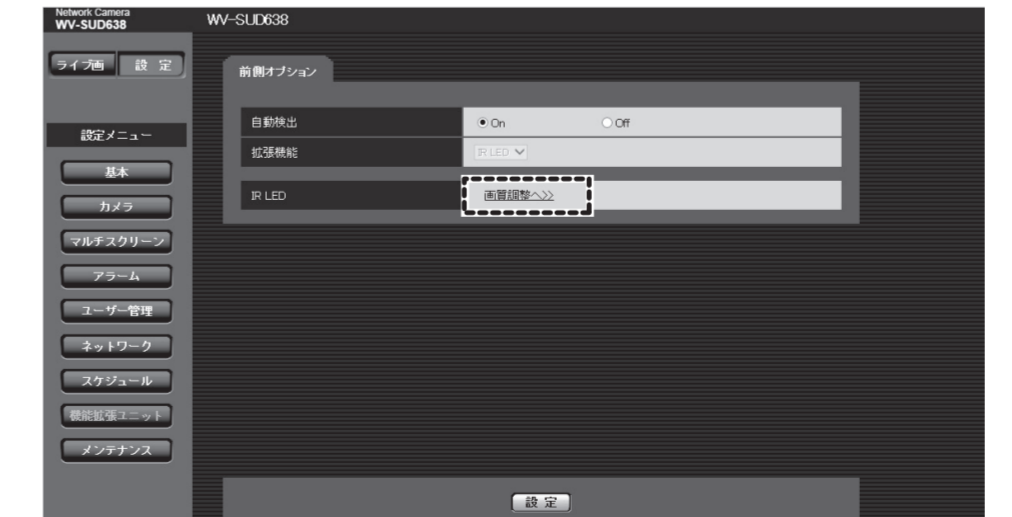 Network Camera
WV-SUD638
WV-SUD638
ライブ画 設 定
前側オプション
自動検出 On Off
設定メニュー
拡張機能 IR LED
基本
IR LED 画質調整へ>>
カメラ
マルチスクリーン
アラーム
ユーザー管理
ネットワーク
スケジュール
機能拡張ユニット
メンテナンス
設 定